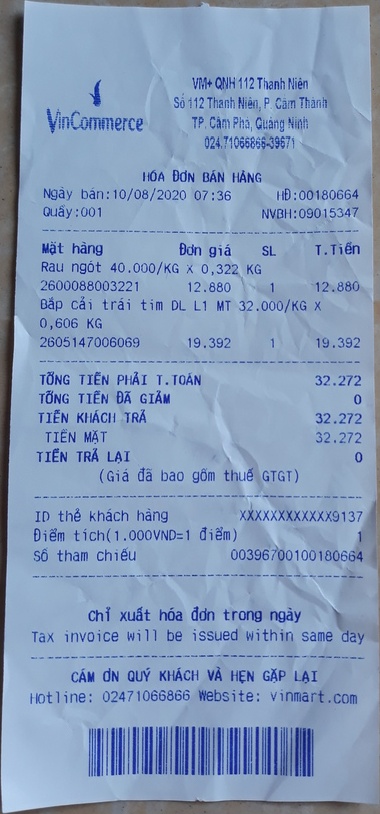 VinCommerce
VM+ QNH 112 Thanh Niên
Số 112 Thanh Niên, P. Cẩm Thành
TP. Cẩm Phả, Quảng Ninh
024.71066866-39671
HÓA ĐƠN BÁN HÀNG
Ngày bán:10/08/2020 07:36 HĐ:00180664
Quầy:001 NVBH:09015347
Mặt hàng Đơn giá SL T.Tiền
Rau ngót 40.000/KG X 0,322 KG
2600088003221 12.880 1 12.880
Bắp cải trái tim DL L1 MT 32.000/KG X
0,606 KG
2605147006069 19.392 1 19.392
TỔNG TIỀN PHẢI T.TOÁN 32.272
TỔNG TIỀN ĐÃ GIẢM 0
TIỀN KHÁCH TRẢ 32.272
TIỀN MẶT 32.272
TIỀN TRẢ LẠI 0
(Giá đã bao gồm thuế GTGT)
ID thẻ khách hàng XXXXXXXXXXXX9137
Điểm tích(1.000VND=1 điểm) 1
Số tham chiếu 00396700100180664
Chỉ xuất hóa đơn trong ngày
Tax invoice will be issued within same day
CẢM ƠN QUÝ KHÁCH VÀ HẸN GẶP LẠI
Hotline: 02471066866 Website: vinmart.com